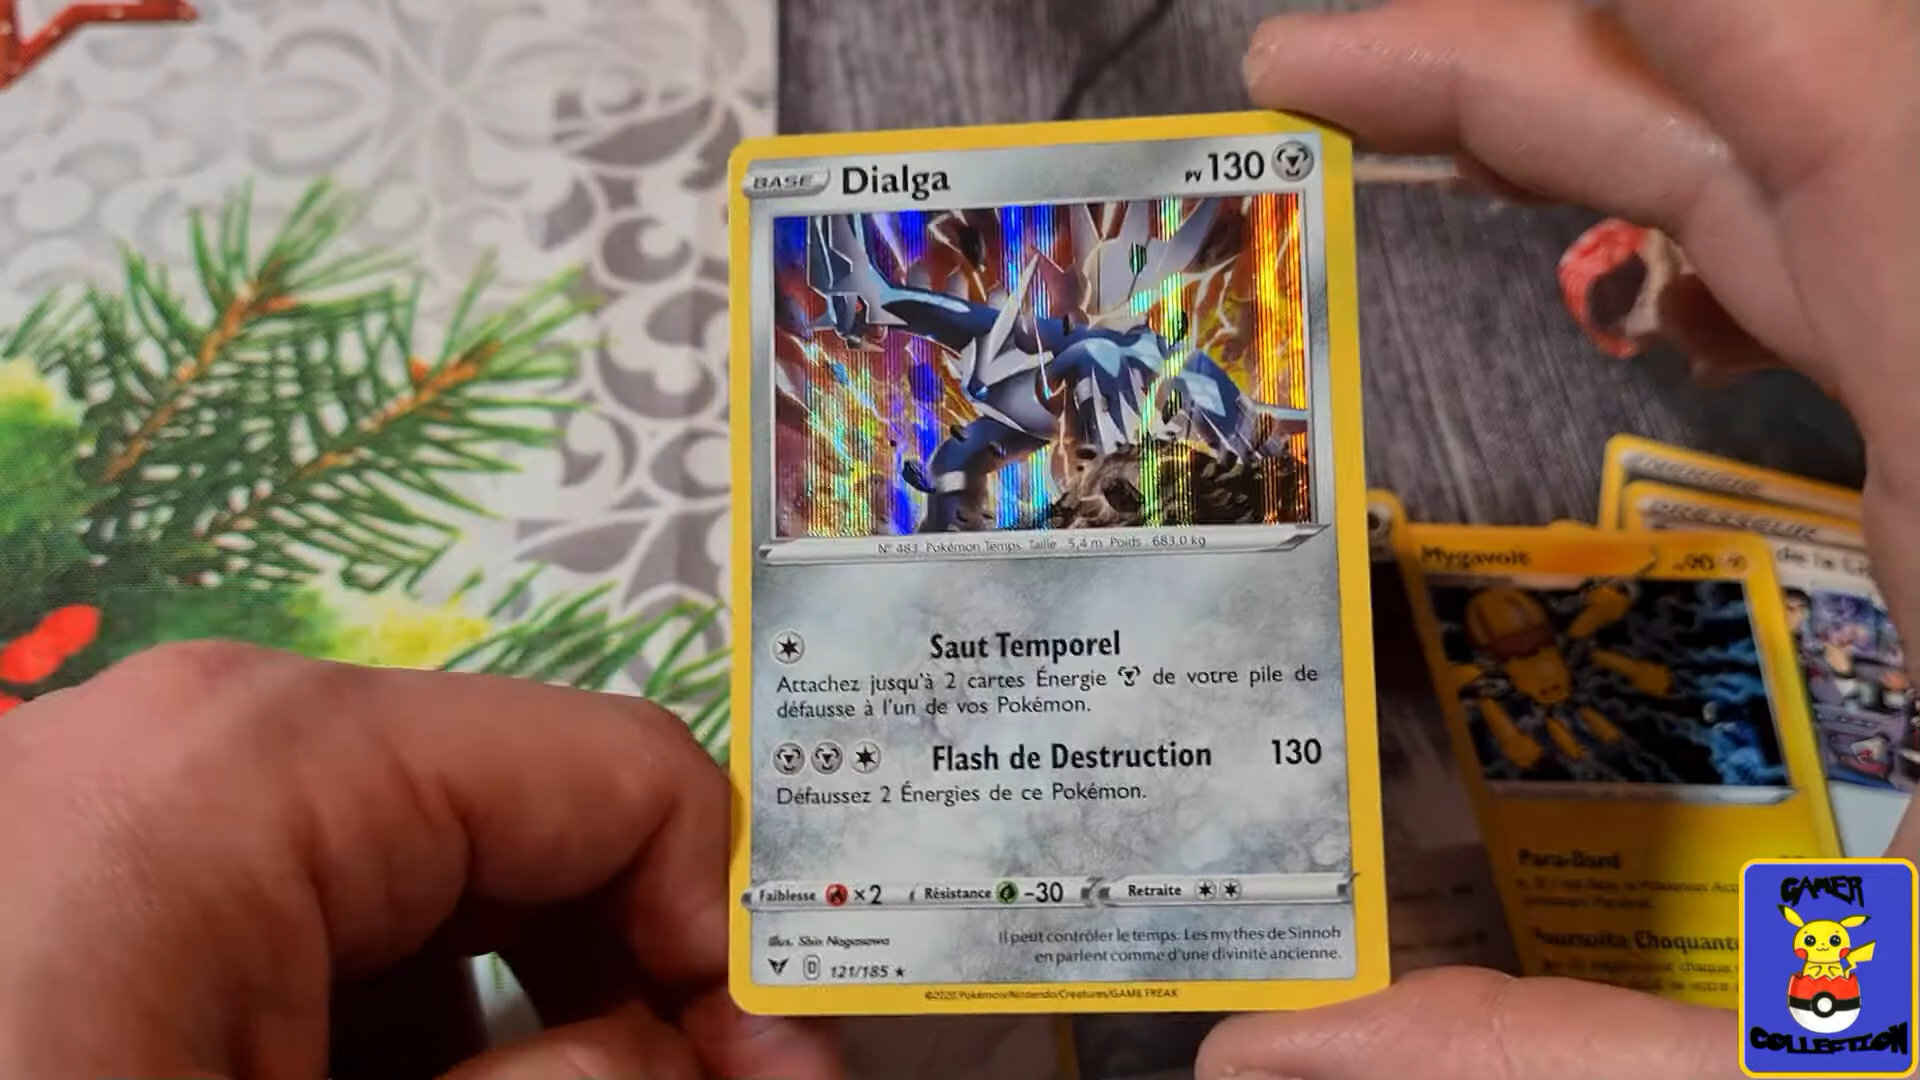 BASE Dialga PV 130
N° 483 Pokémon Temps Taille : 5,4 m Poids : 683,0 kg
Saut Temporel
Attachez jusqu'à 2 cartes Énergie de votre pile de
défausse à l'un de vos Pokémon.
Flash de Destruction 130
Défaussez 2 Énergies de ce Pokémon.
Faiblesse ×2 Résistance -30 Retraite
Illus. Shin Nagasawa
Il peut contrôler le temps. Les mythes de Sinnoh
en parlent comme d'une divinité ancienne.
D 121/185 ★
©2020 Pokémon/Nintendo/Creatures/GAME FREAK
DRESSEUR
Mygavolt 90
Para-Dard
Poursuite Choquante
GAMER
COLLECTION